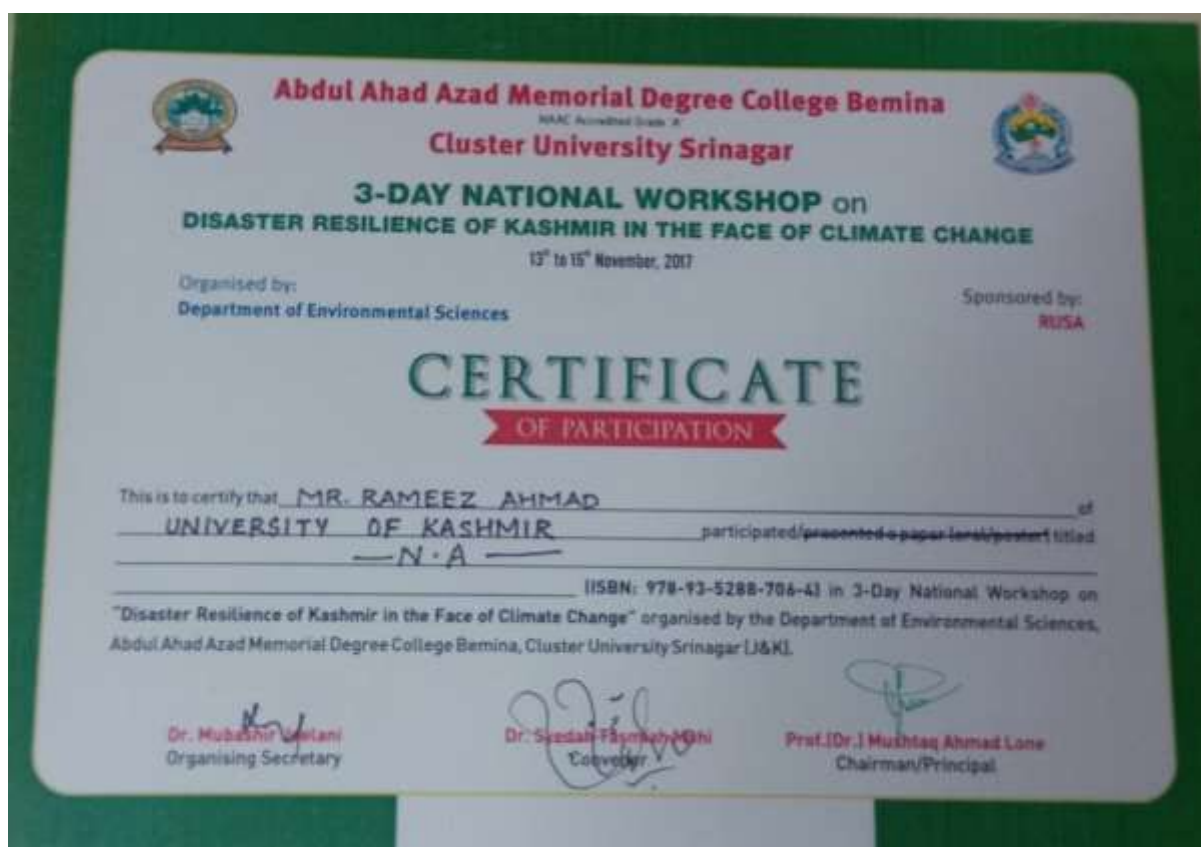 Abdul Ahad Azad Memorial Degree College Bemina
NAAC Accredited Grade 'A'
Cluster University Srinagar
3-DAY NATIONAL WORKSHOP on
DISASTER RESILIENCE OF KASHMIR IN THE FACE OF CLIMATE CHANGE
13th to 15th November, 2017
Organised by:
Department of Environmental Sciences
Sponsored by:
RUSA
CERTIFICATE
OF PARTICIPATION
This is to certify that MR. RAMEEZ AHMAD of
UNIVERSITY OF KASHMIR participated/presented a paper (oral/poster) titled
—N.A—
(ISBN: 978-93-5288-706-4) in 3-Day National Workshop on
"Disaster Resilience of Kashmir in the Face of Climate Change" organised by the Department of Environmental Sciences,
Abdul Ahad Azad Memorial Degree College Bemina, Cluster University Srinagar (J&K).
Dr. Mubashir
Organising Secretary
Dr. Syedah
Convener
Prof.(Dr.) Mushtaq Ahmad Lone
Chairman/Principal